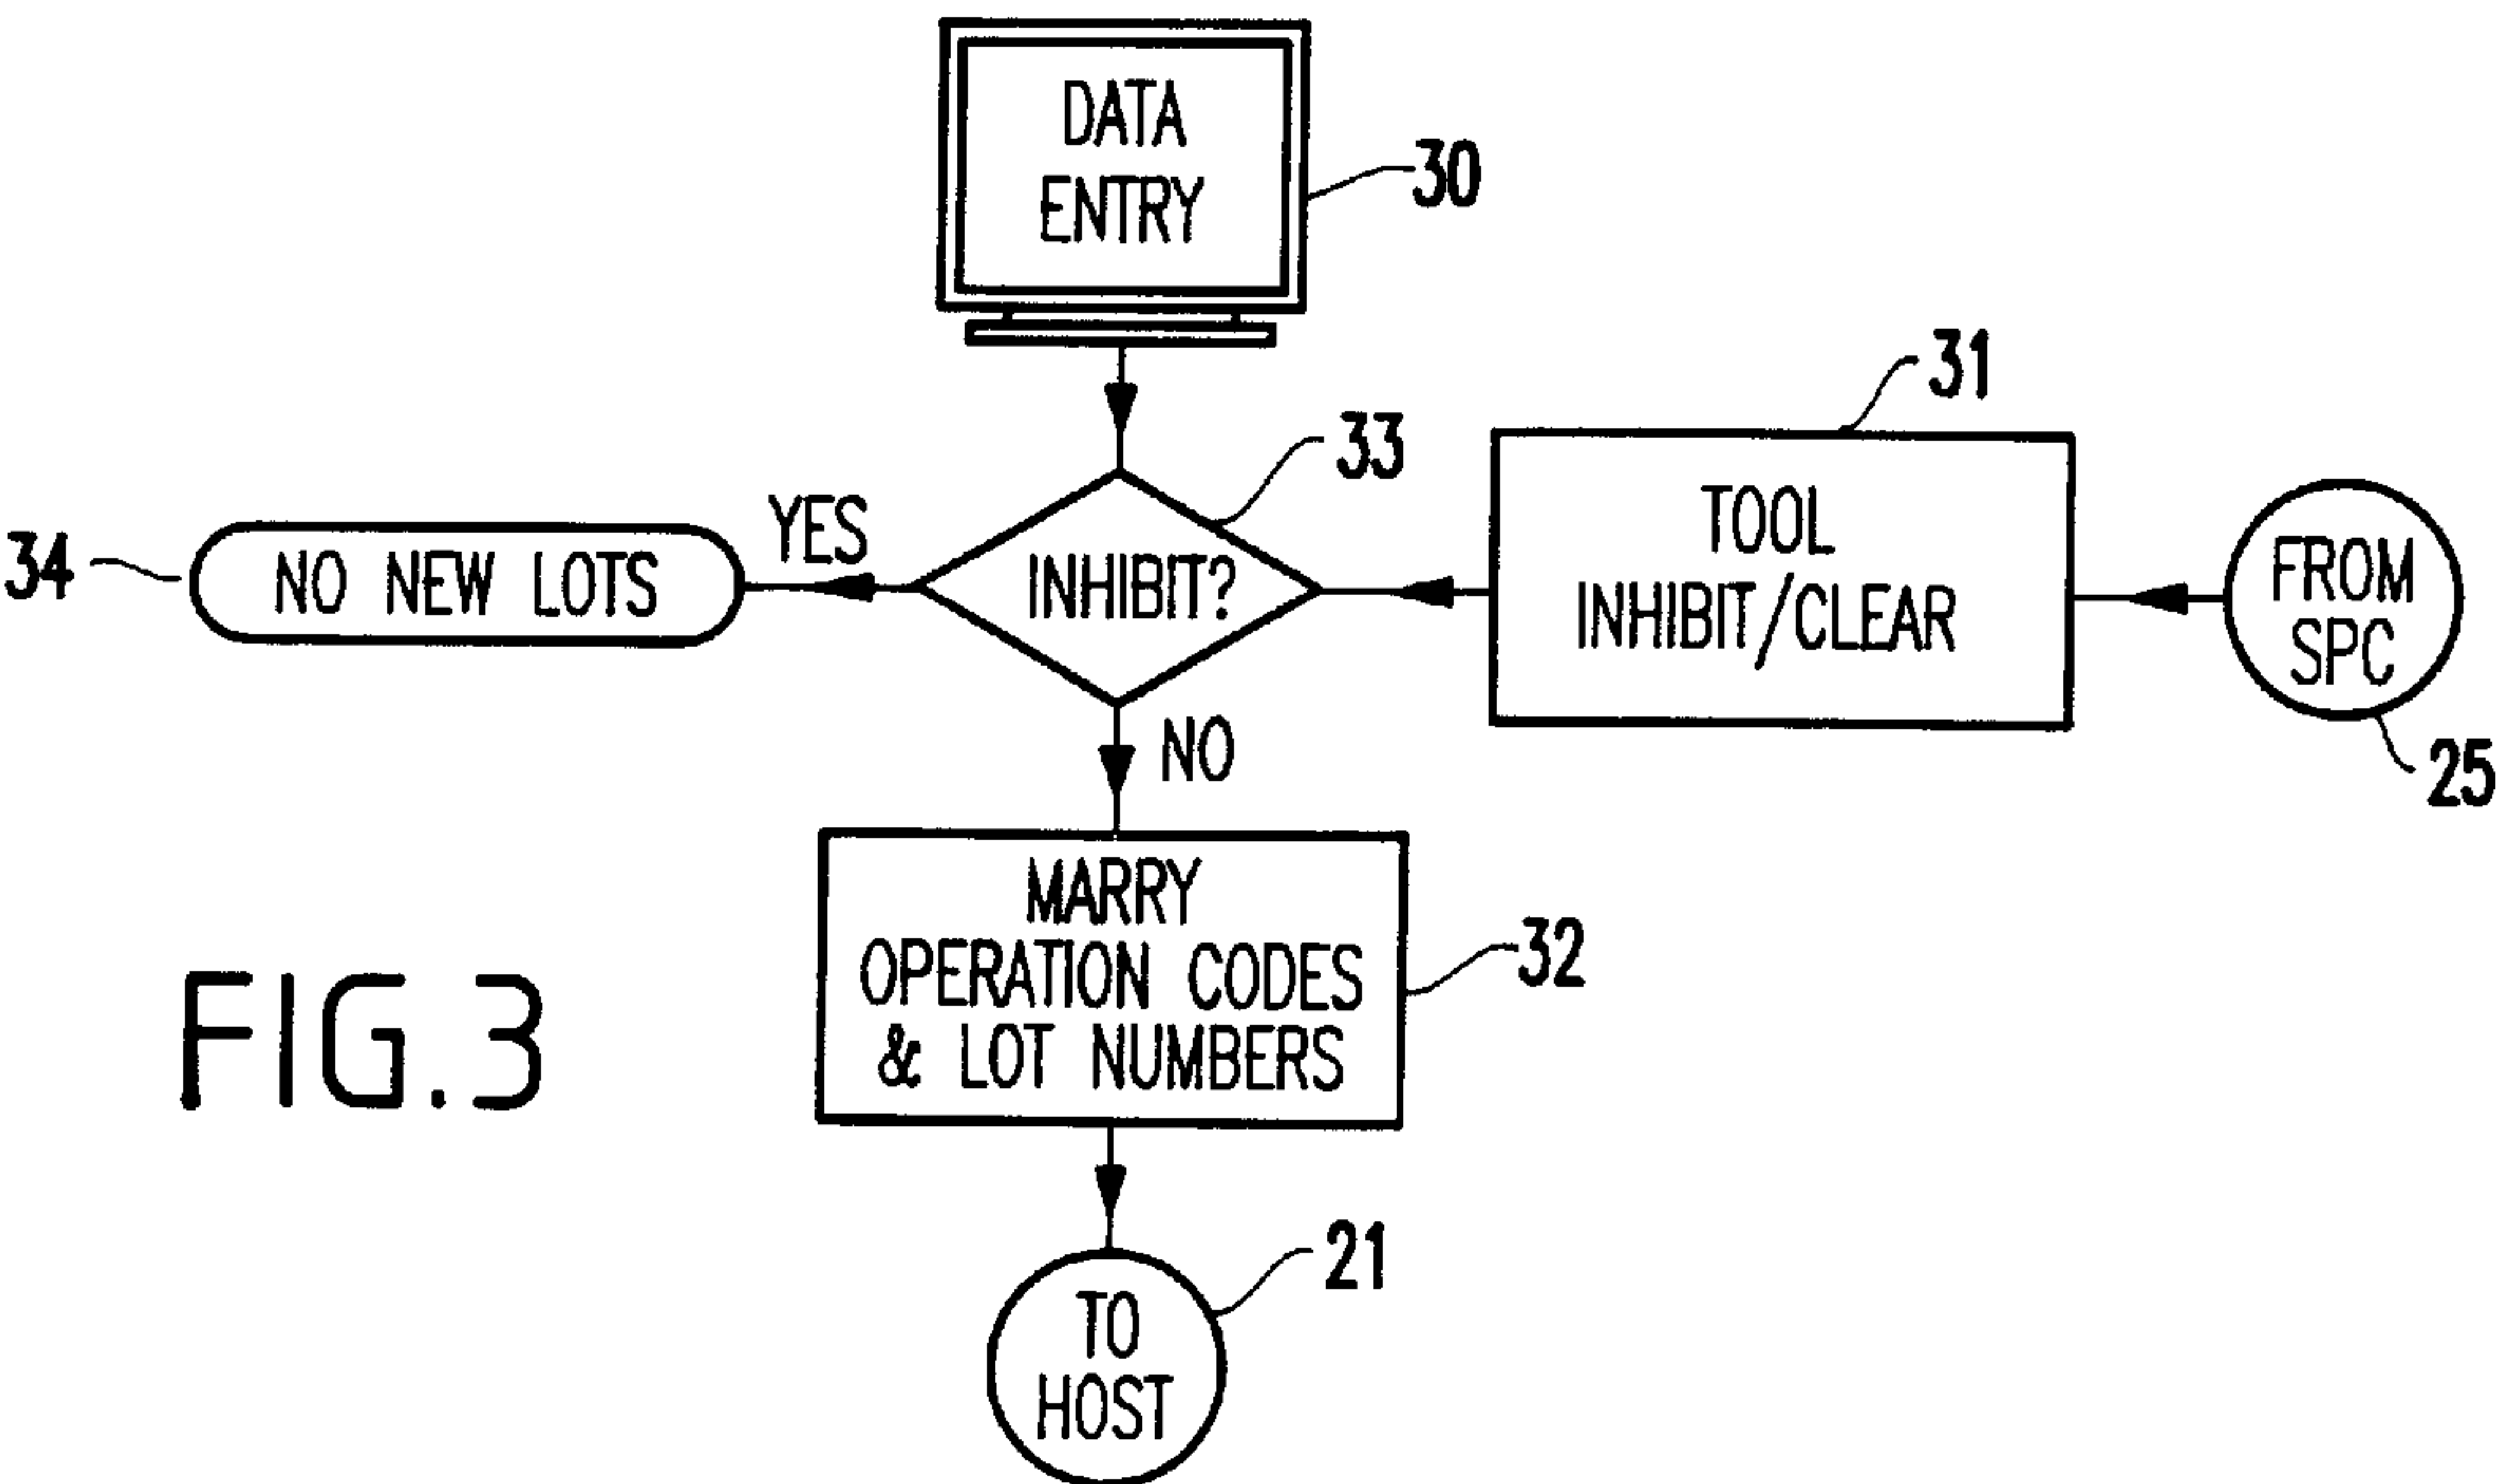 DATA
ENTRY
30
31
33
YES
34
NO NEW LOTS
INHIBIT?
TOOL
INHIBIT/CLEAR
FROM
SPC
25
NO
MARRY
OPERATION CODES
& LOT NUMBERS
32
FIG.3
21
TO
HOST